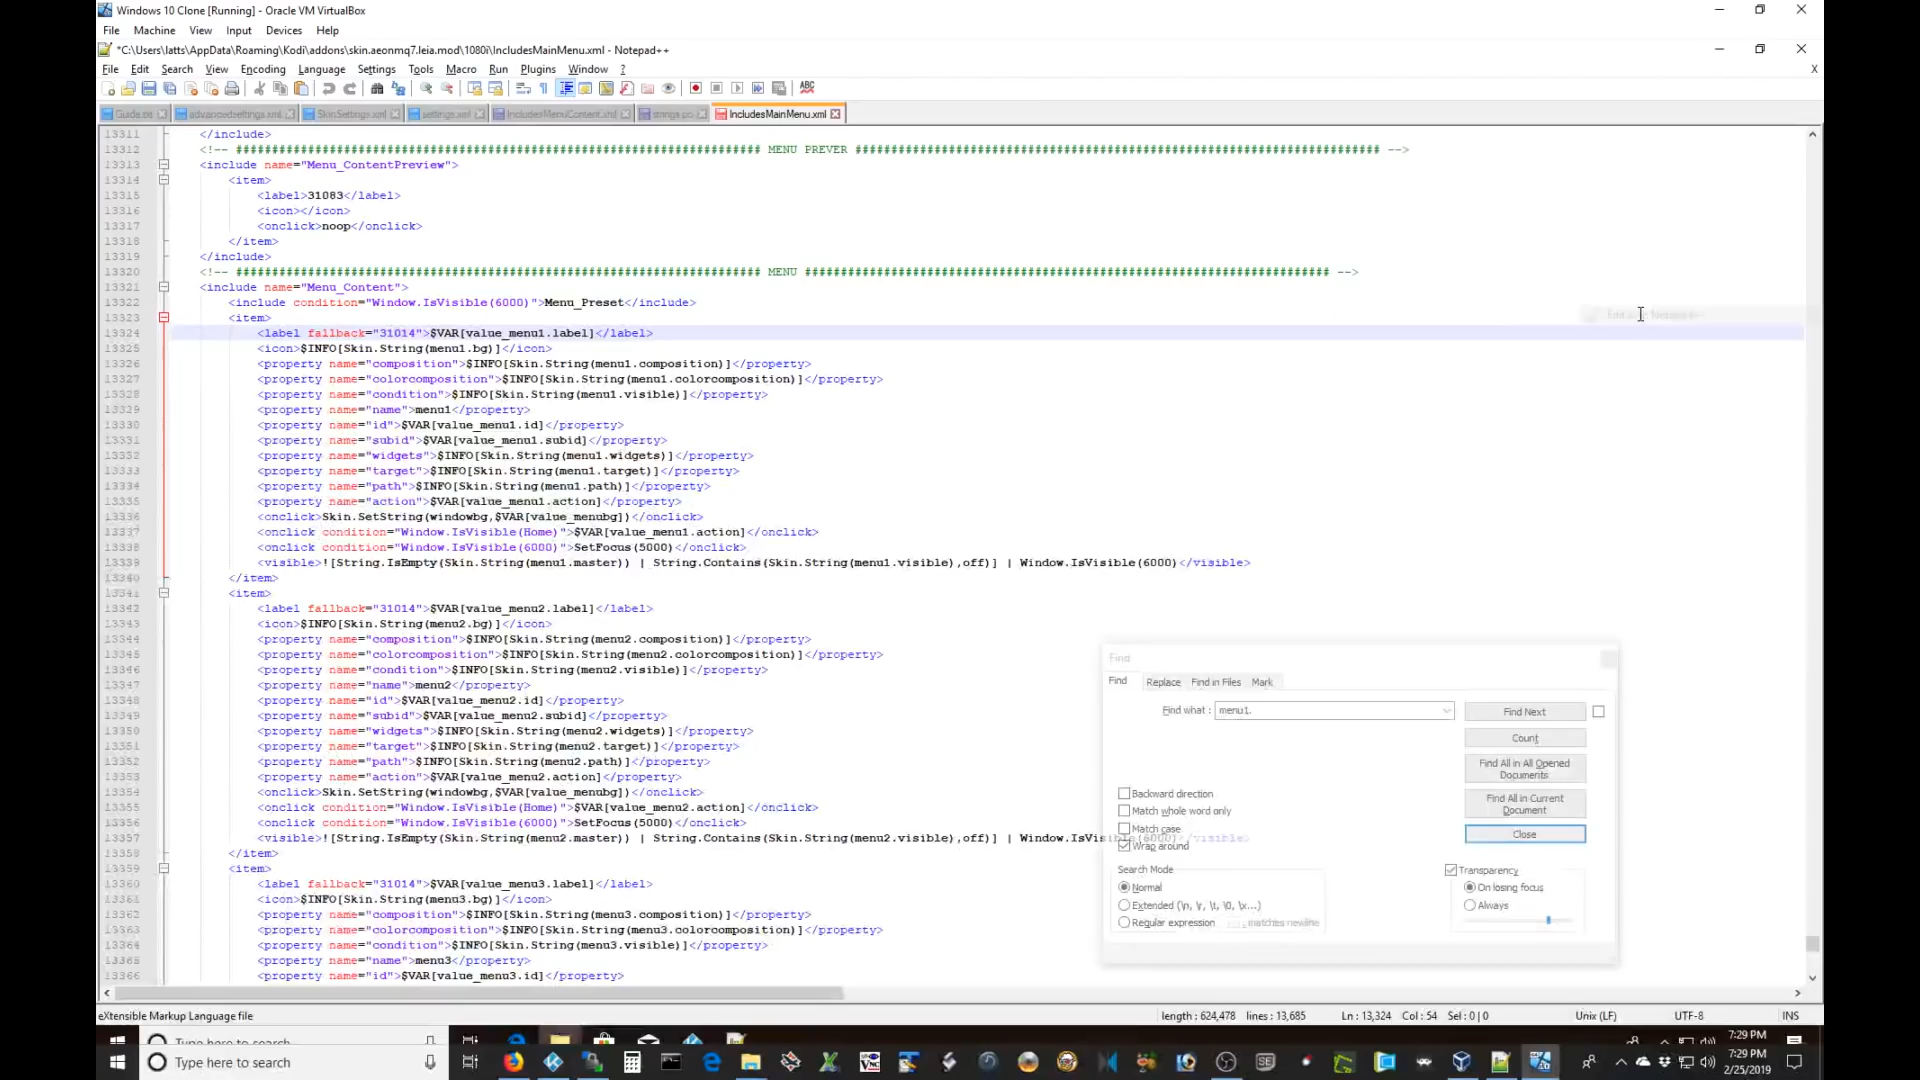 Windows 10 Clone [Running] - Oracle VM VirtualBox
File Machine View Input Devices Help
*C:\Users\latts\AppData\Roaming\Kodi\addons\skin.aeonmq7.leia.mod\1080i\IncludesMainMenu.xml - Notepad++
File Edit Search View Encoding Language Settings Tools Macro Run Plugins Window ?
X
advancedsettings.xml SkinSettings.xml settings.xml IncludesMenuContent.xml strings.po IncludesMainMenu.xml
13311 </include>
13312 <!-- ######################################################################### MENU PREVER ######################################################################### -->
13313 <include name="Menu_ContentPreview">
13314 <item>
13315 <label>31083</label>
13316 <icon></icon>
13317 <onclick>noop</onclick>
13318 </item>
13319 </include>
13320 <!-- ######################################################################### MENU ######################################################################### -->
13321 <include name="Menu_Content">
13322 <include condition="Window.IsVisible(6000)">Menu_Preset</include>
13323 <item>
13324 <label fallback="31014">$VAR[value_menu1.label]</label>
13325 <icon>$INFO[Skin.String(menu1.bg)]</icon>
13326 <property name="composition">$INFO[Skin.String(menu1.composition)]</property>
13327 <property name="colorcomposition">$INFO[Skin.String(menu1.colorcomposition)]</property>
13328 <property name="condition">$INFO[Skin.String(menu1.visible)]</property>
13329 <property name="name">menu1</property>
13330 <property name="id">$VAR[value_menu1.id]</property>
13331 <property name="subid">$VAR[value_menu1.subid]</property>
13332 <property name="widgets">$INFO[Skin.String(menu1.widgets)]</property>
13333 <property name="target">$INFO[Skin.String(menu1.target)]</property>
13334 <property name="path">$INFO[Skin.String(menu1.path)]</property>
13335 <property name="action">$VAR[value_menu1.action]</property>
13336 <onclick>Skin.SetString(windowbg,$VAR[value_menubg])</onclick>
13337 <onclick condition="Window.IsVisible(Home)">$VAR[value_menu1.action]</onclick>
13338 <onclick condition="Window.IsVisible(6000)">SetFocus(5000)</onclick>
13339 <visible>![String.IsEmpty(Skin.String(menu1.master)) | String.Contains(Skin.String(menu1.visible),off)] | Window.IsVisible(6000)</visible>
13340 </item>
13341 <item>
13342 <label fallback="31014">$VAR[value_menu2.label]</label>
13343 <icon>$INFO[Skin.String(menu2.bg)]</icon>
13344 <property name="composition">$INFO[Skin.String(menu2.composition)]</property>
13345 <property name="colorcomposition">$INFO[Skin.String(menu2.colorcomposition)]</property>
13346 <property name="condition">$INFO[Skin.String(menu2.visible)]</property>
13347 <property name="name">menu2</property>
13348 <property name="id">$VAR[value_menu2.id]</property>
13349 <property name="subid">$VAR[value_menu2.subid]</property>
13350 <property name="widgets">$INFO[Skin.String(menu2.widgets)]</property>
13351 <property name="target">$INFO[Skin.String(menu2.target)]</property>
13352 <property name="path">$INFO[Skin.String(menu2.path)]</property>
13353 <property name="action">$VAR[value_menu2.action]</property>
13354 <onclick>Skin.SetString(windowbg,$VAR[value_menubg])</onclick>
13355 <onclick condition="Window.IsVisible(Home)">$VAR[value_menu2.action]</onclick>
13356 <onclick condition="Window.IsVisible(6000)">SetFocus(5000)</onclick>
13357 <visible>![String.IsEmpty(Skin.String(menu2.master)) | String.Contains(Skin.String(menu2.visible),off)] | Window.IsVisible(6000)</visible>
13358 </item>
13359 <item>
13360 <label fallback="31014">$VAR[value_menu3.label]</label>
13361 <icon>$INFO[Skin.String(menu3.bg)]</icon>
13362 <property name="composition">$INFO[Skin.String(menu3.composition)]</property>
13363 <property name="colorcomposition">$INFO[Skin.String(menu3.colorcomposition)]</property>
13364 <property name="condition">$INFO[Skin.String(menu3.visible)]</property>
13365 <property name="name">menu3</property>
13366 <property name="id">$VAR[value_menu3.id]</property>
Find
Find Replace Find in Files Mark
Find what : menu1.
Find Next
Count
Find All in All Opened
Documents
Find All in Current
Document
Close
Backward direction
Match whole word only
Match case
Wrap around
Search Mode
Normal
Extended (\n, \r, \t, \0, \x...)
Regular expression
matches newline
Transparency
On losing focus
Always
eXtensible Markup Language file length : 624,478 lines : 13,685 Ln : 13,324 Col : 54 Sel : 0 | 0 Unix (LF) UTF-8 INS
Type here to search
7:29 PM
Type here to search
7:29 PM
2/25/2019